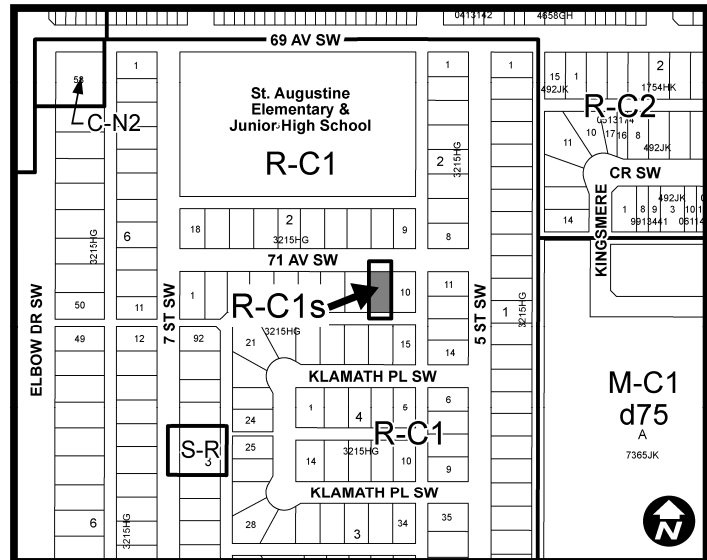 0413142
4658GH
69 AV SW
58
C-N2
1
St. Augustine
Elementary &
Junior High School
R-C1
1
1
2
3215HG
15
1
492JK
2
1754HK
R-C2
0513174
11
10
17
16
8
492JK
CR SW
KINGSMERE
492JK
1
8
9
3
10
9913441
0611
14
6
3215HG
18
2
3215HG
9
8
71 AV SW
50
11
1
R-C1s
10
11
3215HG
ELBOW DR SW
7 ST SW
5 ST SW
1
3215HG
49
12
92
21
15
14
KLAMATH PL SW
M-C1
d75
A
7365JK
1
4
5
6
R-C1
24
S-R
3
25
3215HG
14
10
9
KLAMATH PL SW
6
3215HG
28
3
34
35
N